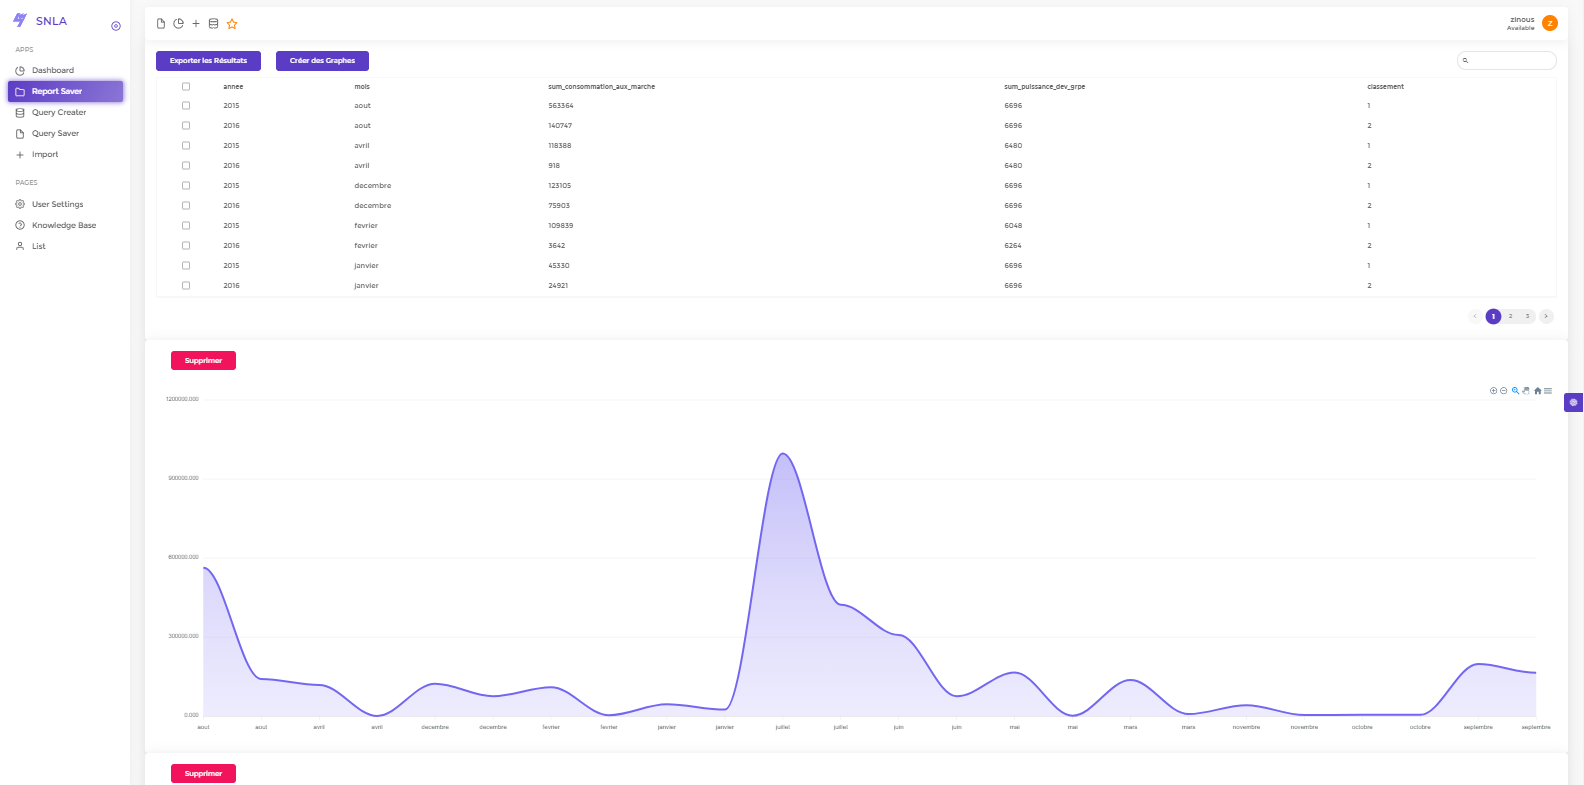 SNLA
APPS
Dashboard
Report Saver
Query Creater
Query Saver
Import
PAGES
User Settings
Knowledge Base
List
zinous
Available
Z
Exporter les Résultats
Créer des Graphes
annee mois sum_consommation_aux_marche sum_puissance_dev_grpe classement
2015 aout 563364 6696 1
2016 aout 140747 6696 2
2015 avril 118388 6480 1
2016 avril 918 6480 2
2015 decembre 123105 6696 1
2016 decembre 75903 6696 2
2015 fevrier 109839 6048 1
2016 fevrier 3642 6264 2
2015 janvier 45330 6696 1
2016 janvier 24921 6696 2
1 2 3
Supprimer
1200000.000
900000.000
600000.000
300000.000
0.000
aout aout avril avril decembre decembre fevrier fevrier janvier janvier juillet juillet juin juin mai mai mars mars novembre novembre octobre octobre septembre septembre
Supprimer